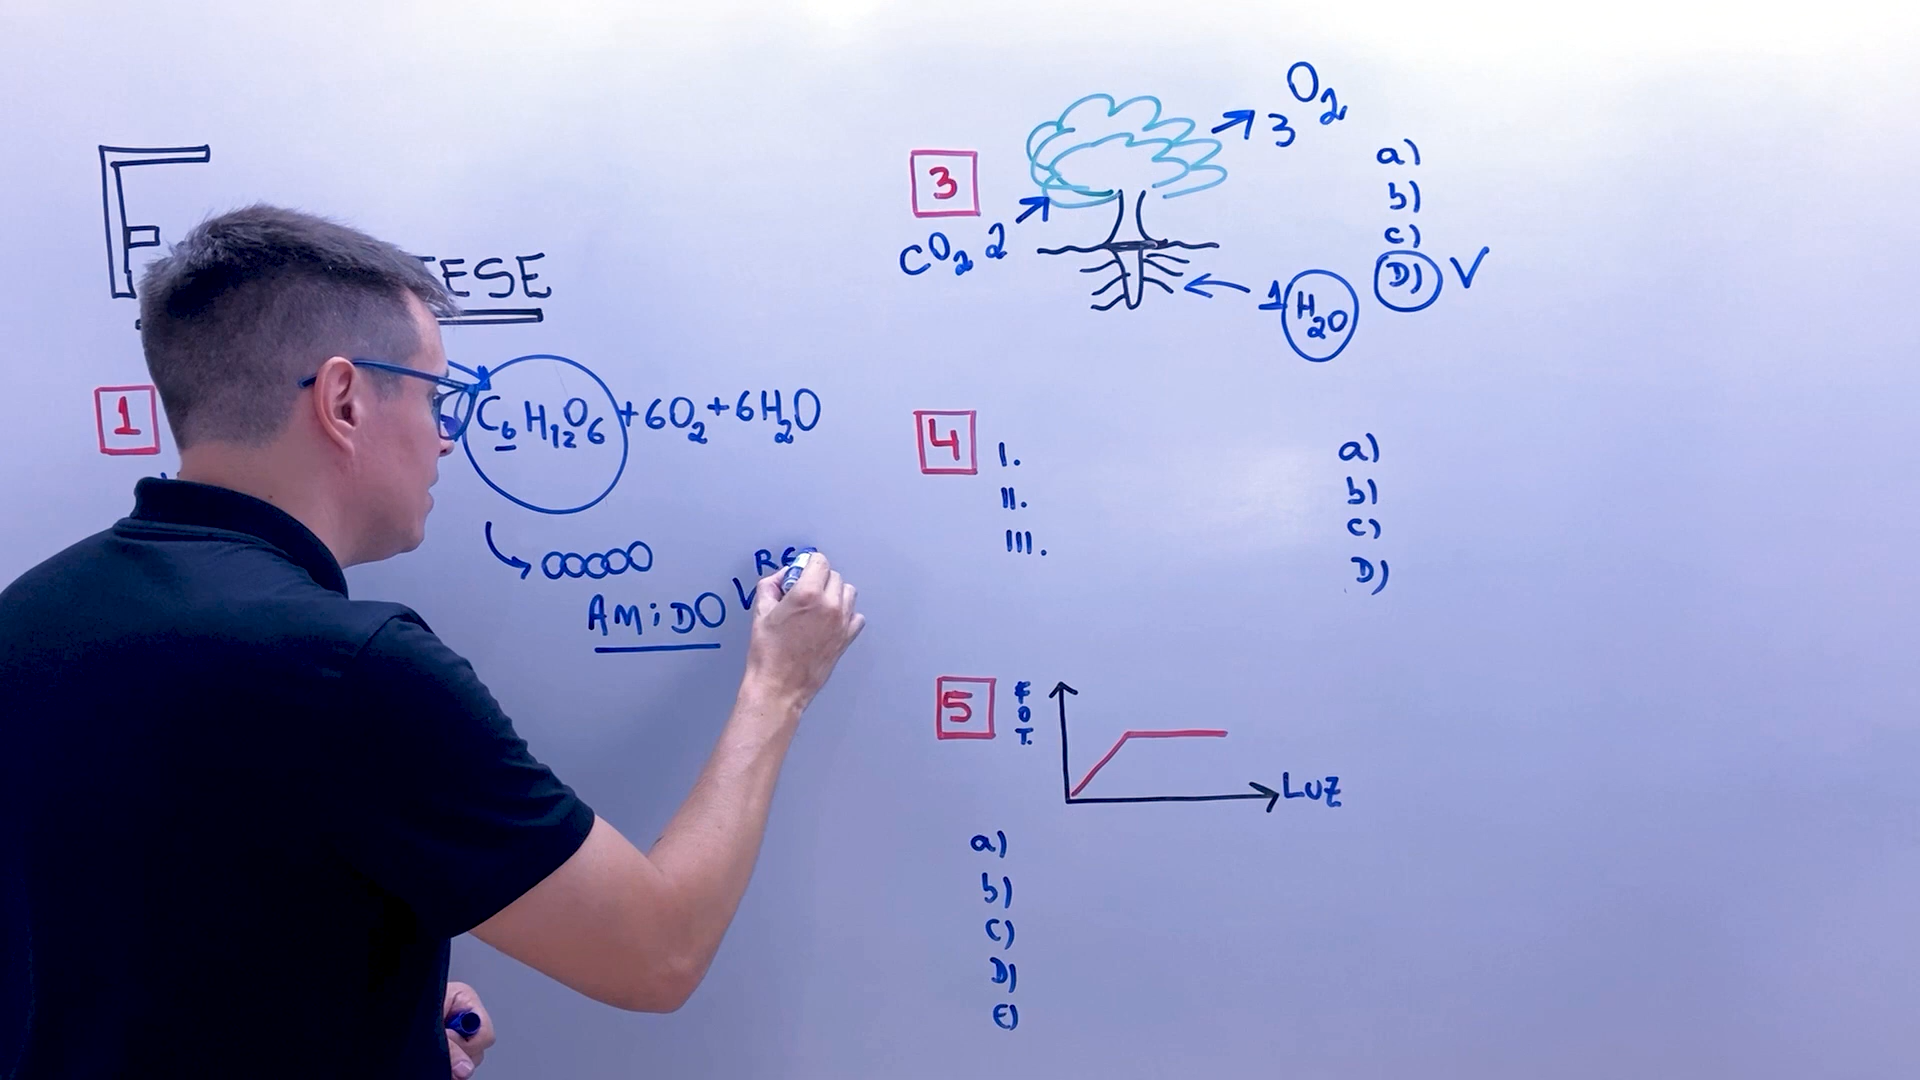 F
TESE
1
C6H12O6+6O2+6H2O
AMiDO V
3
O2
3
CO2 2
1 H2O
a)
b)
c)
D) V
4
I.
II.
III.
a)
b)
c)
D)
5
FOT.
LUZ
a)
b)
C)
D)
E)